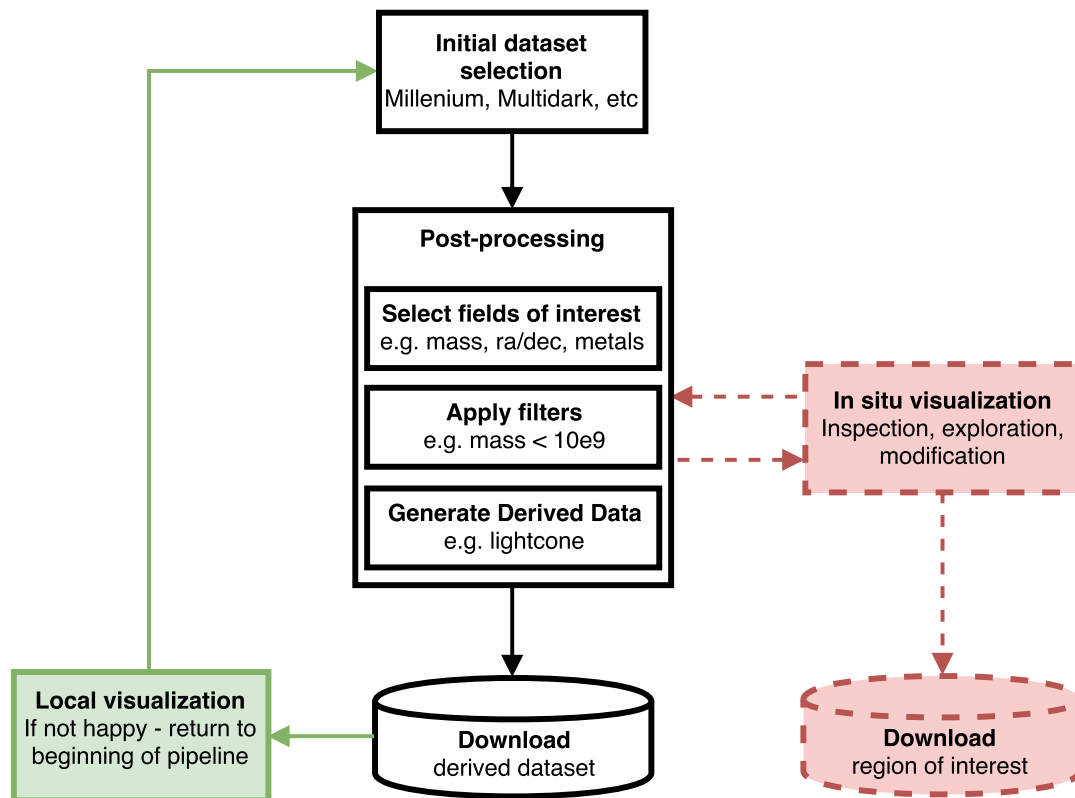 Initial dataset
selection
Millenium, Multidark, etc
Post-processing
Select fields of interest
e.g. mass, ra/dec, metals
Apply filters
e.g. mass < 10e9
Generate Derived Data
e.g. lightcone
In situ visualization
Inspection, exploration,
modification
Local visualization
If not happy - return to
beginning of pipeline
Download
derived dataset
Download
region of interest